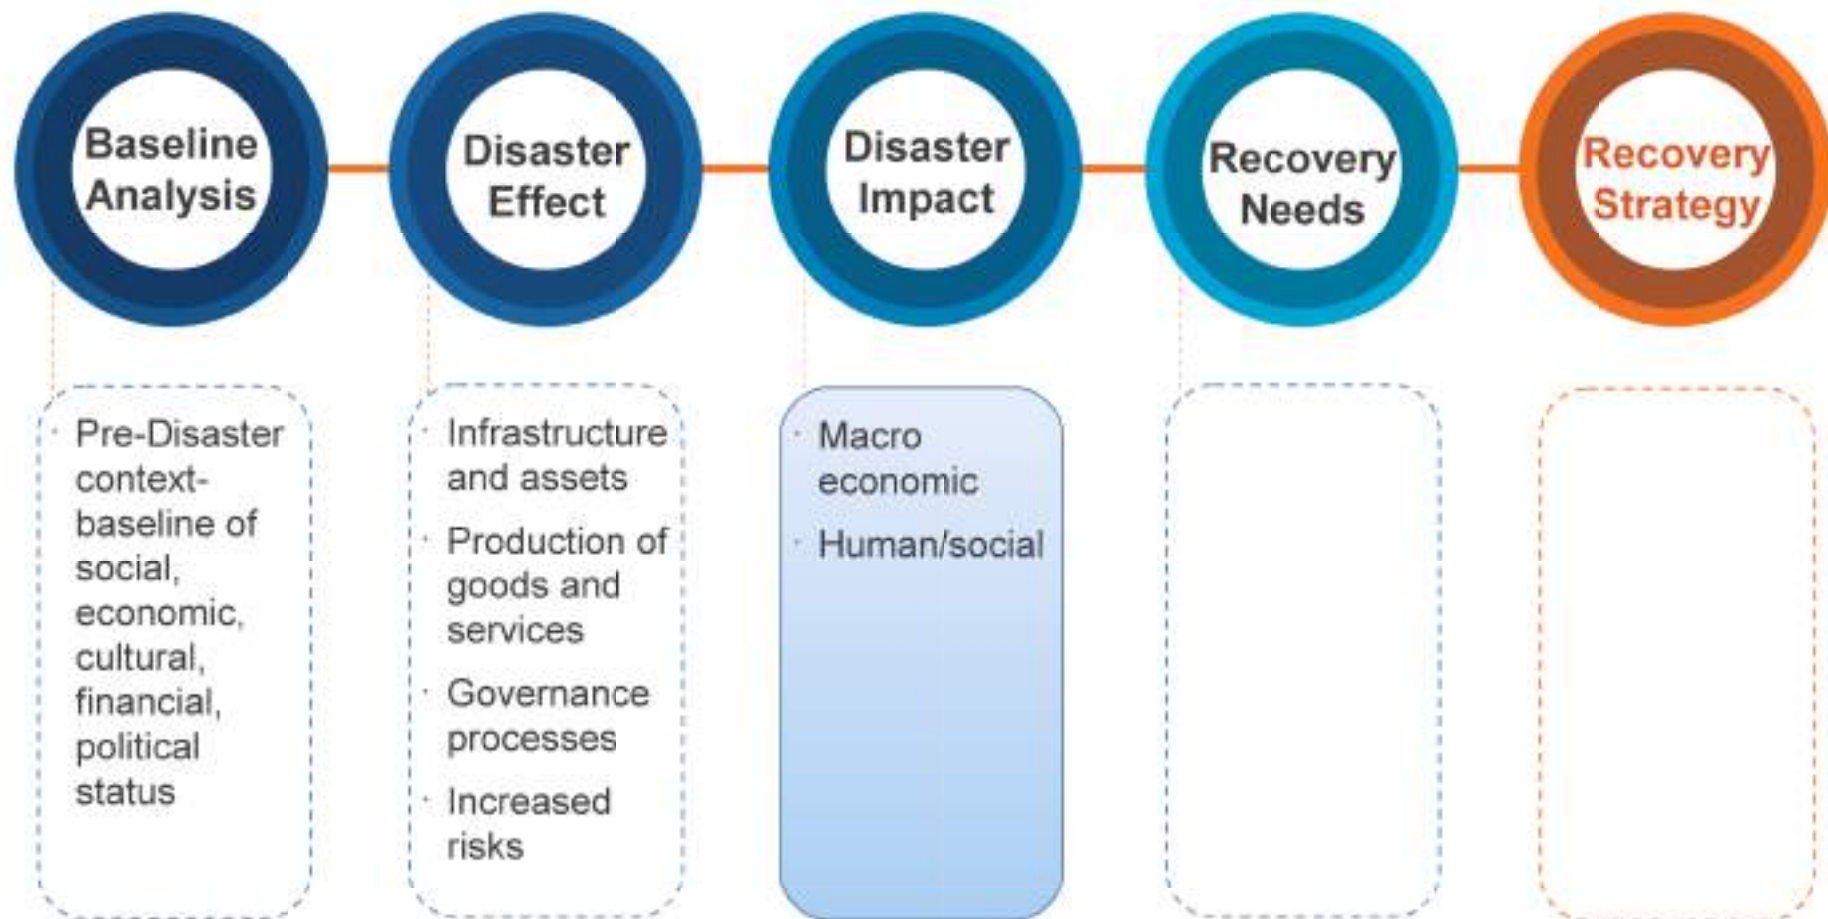 Baseline
Analysis
Disaster
Effect
Disaster
Impact
Recovery
Needs
Recovery
Strategy
· Pre-Disaster
context-
baseline of
social,
economic,
cultural,
financial,
political
status
· Infrastructure
and assets
· Production of
goods and
services
· Governance
processes
· Increased
risks
· Macro
economic
· Human/social